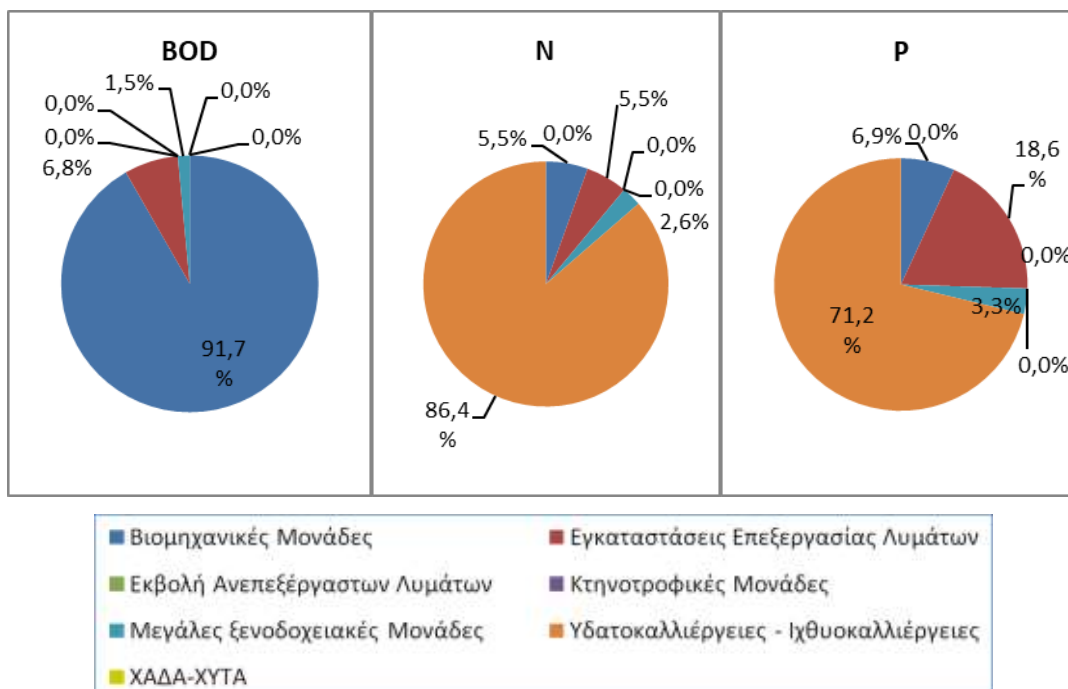 BOD
1,5%
0,0%
0,0%
0,0%
0,0%
6,8%
91,7
%
N
5,5%
5,5%
0,0%
0,0%
0,0%
2,6%
86,4
%
P
6,9%
0,0%
18,6
%
0,0%
3,3%
71,2
%
0,0%
Βιομηχανικές Μονάδες
Εγκαταστάσεις Επεξεργασίας Λυμάτων
Εκβολή Ανεπεξέργαστων Λυμάτων
Κτηνοτροφικές Μονάδες
Μεγάλες ξενοδοχειακές Μονάδες
Υδατοκαλλιέργειες - Ιχθυοκαλλιέργειες
ΧΑΔΑ-ΧΥΤΑ